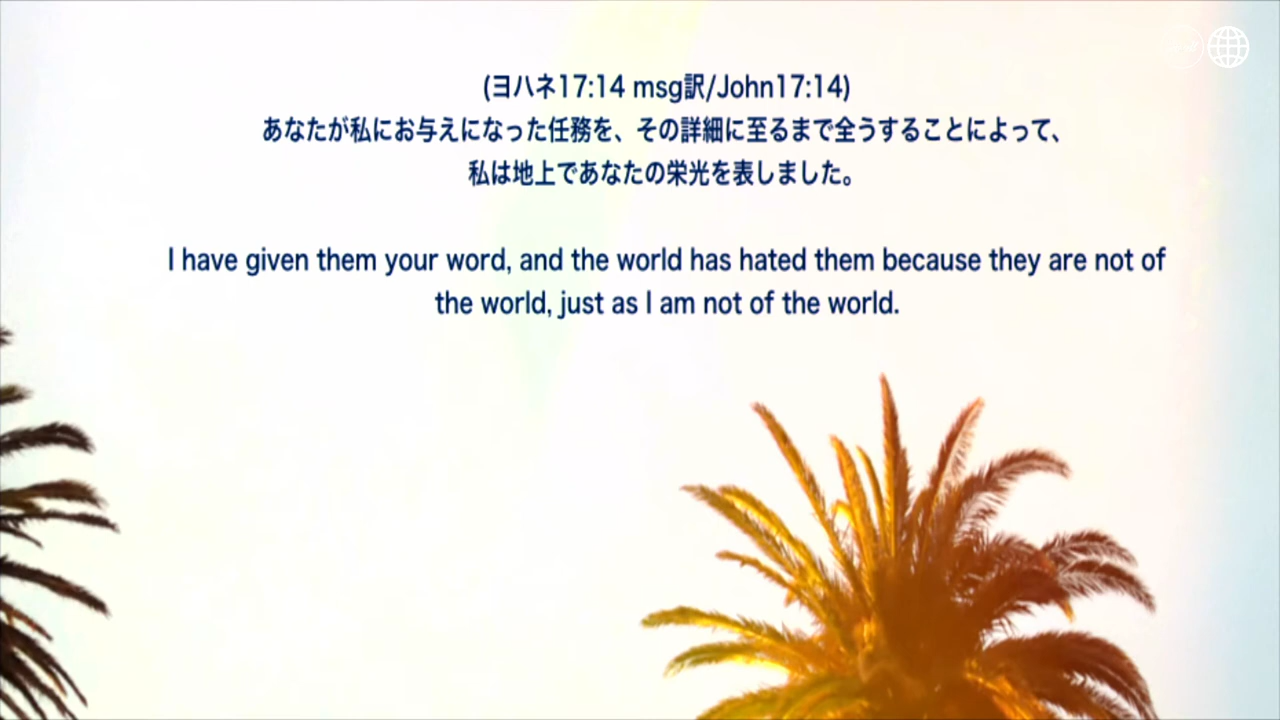 (ヨハネ17:14 msg訳/John17:14)
あなたが私にお与えになった任務を、その詳細に至るまで全うすることによって、
私は地上であなたの栄光を表しました。
I have given them your word, and the world has hated them because they are not of
the world, just as I am not of the world.